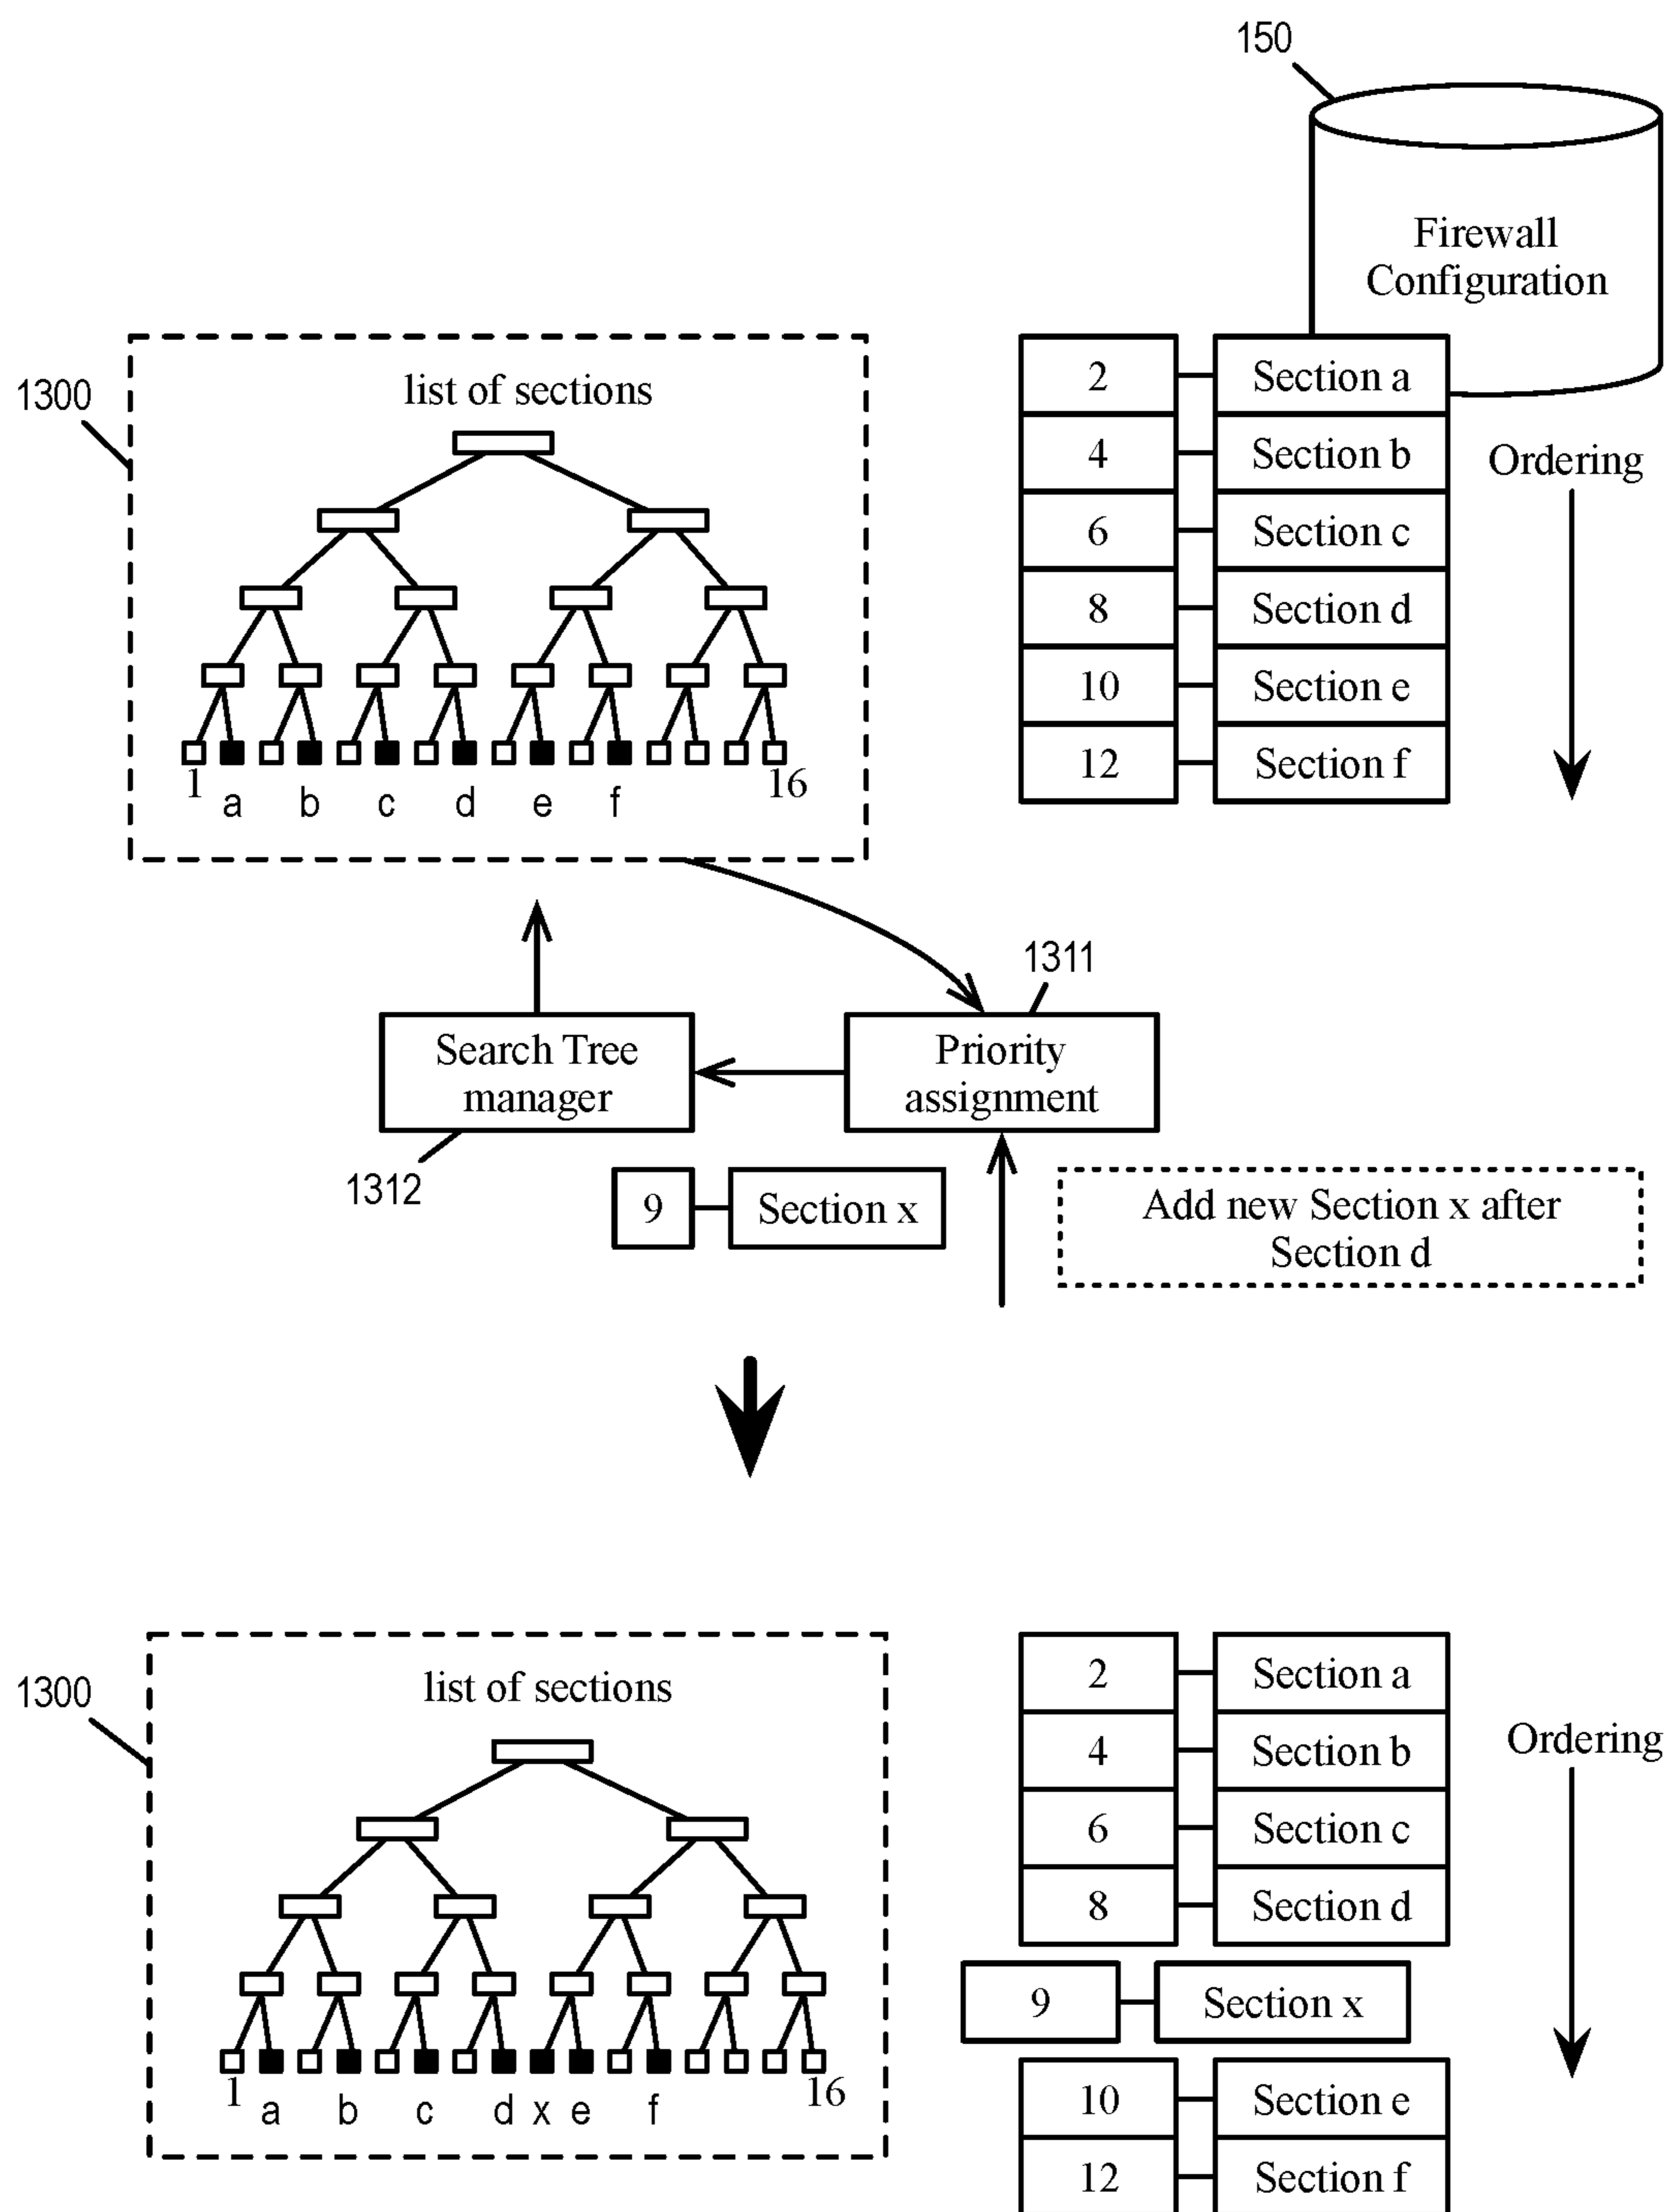 150
Firewall
Configuration
1300
list of sections
1
a
b
c
d
e
f
16
2
Section a
4
Section b
6
Section c
8
Section d
10
Section e
12
Section f
Ordering
1311
Search Tree
manager
Priority
assignment
1312
9
Section x
Add new Section x after
Section d
1300
list of sections
1
a
b
c
d
x
e
f
16
2
Section a
4
Section b
6
Section c
8
Section d
9
Section x
10
Section e
12
Section f
Ordering